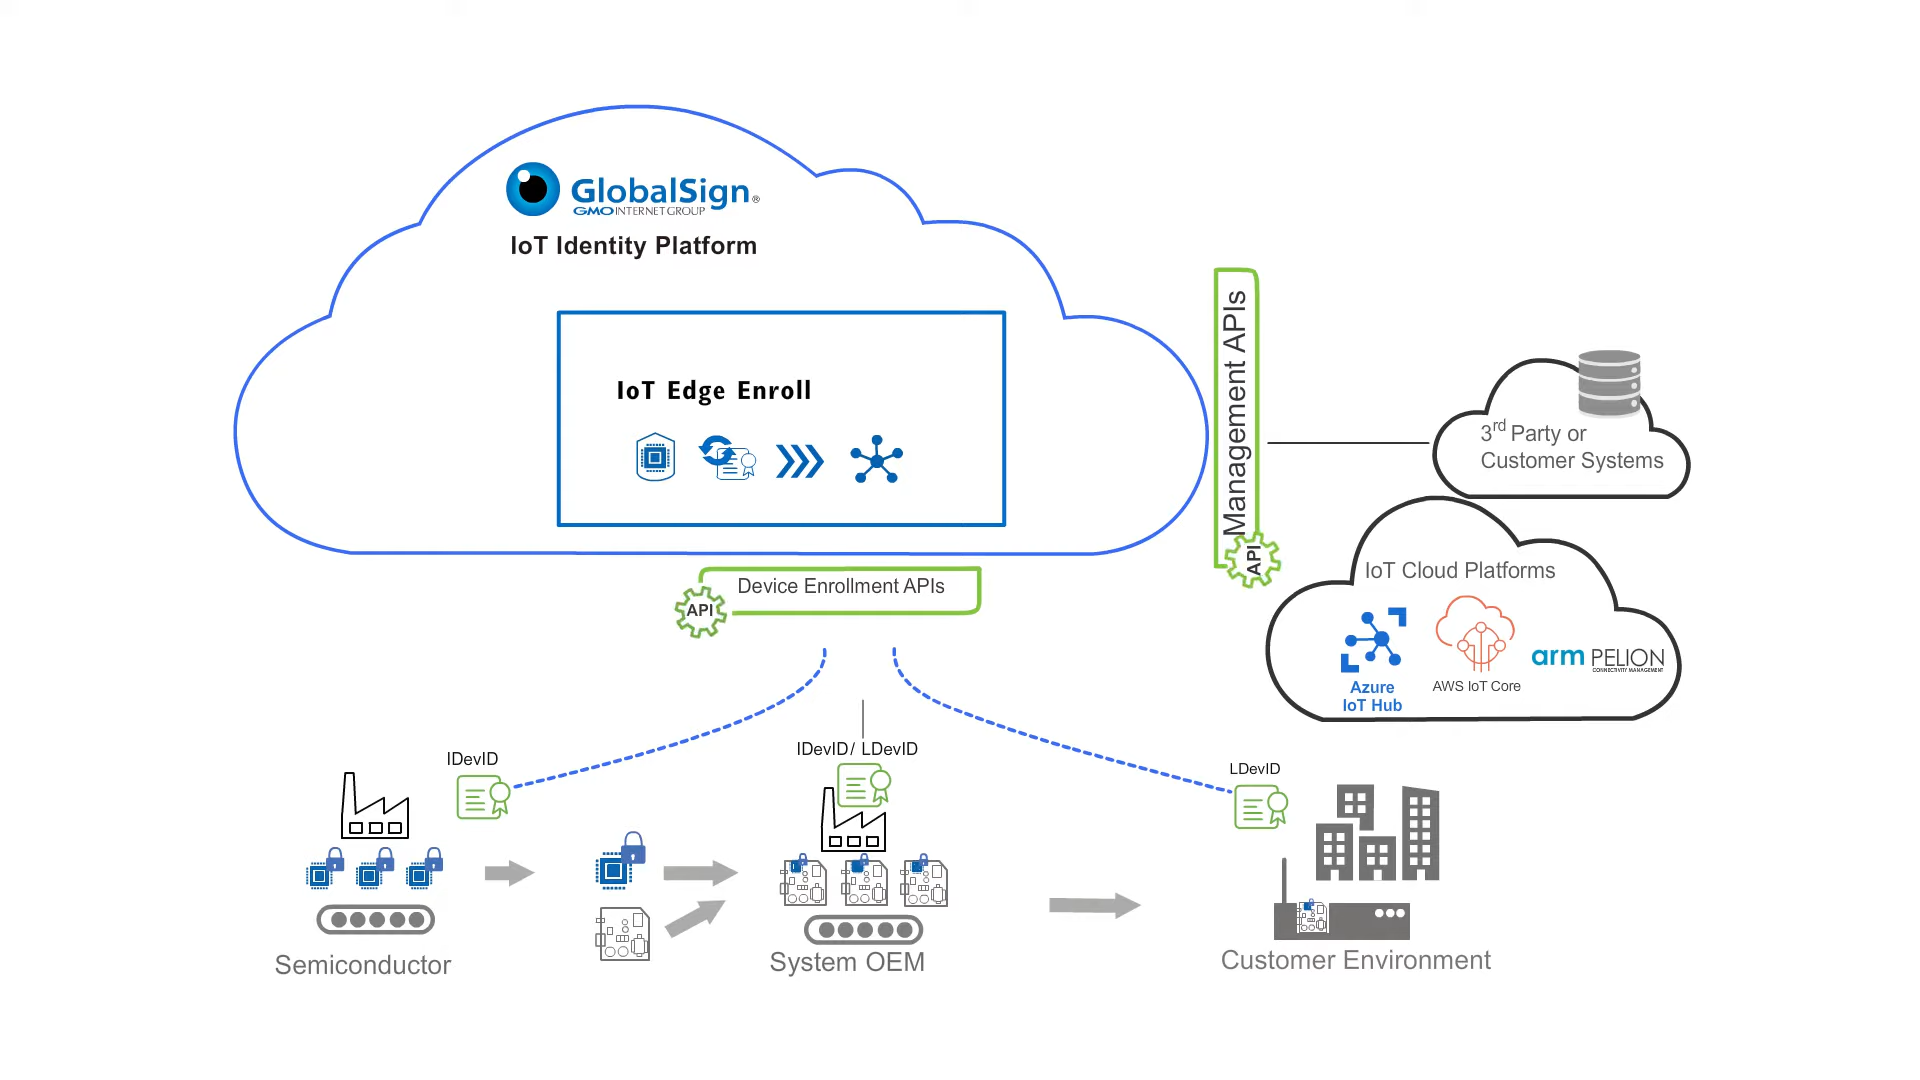 GlobalSign®
GMO INTERNET GROUP
IoT Identity Platform
IoT Edge Enroll
Management APIs
API
3rd Party or
Customer Systems
Device Enrollment APIs
API
IoT Cloud Platforms
Azure
IoT Hub
AWS IoT Core
arm PELION
CONNECTIVITY MANAGEMENT
IDevID
IDevID / LDevID
LDevID
Semiconductor
System OEM
Customer Environment